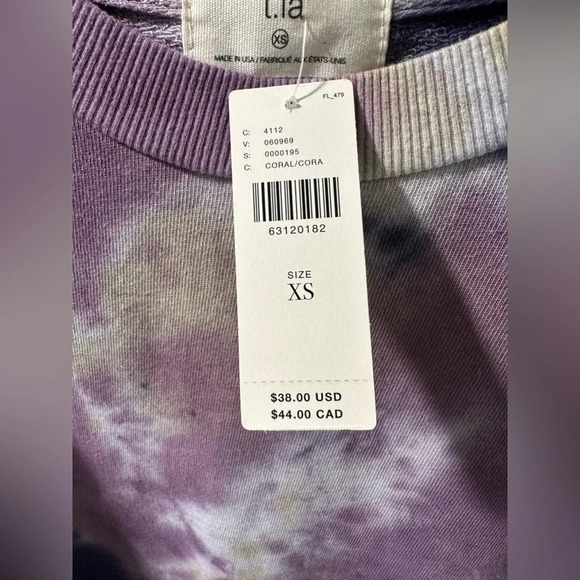 t.la
XS
MADE IN USA / FABRIQUÉ AUX ÉTATS-UNIS
FL_479
C: 4112
V: 060969
S: 0000195
C: CORAL/CORA
63120182
SIZE
XS
$38.00 USD
$44.00 CAD